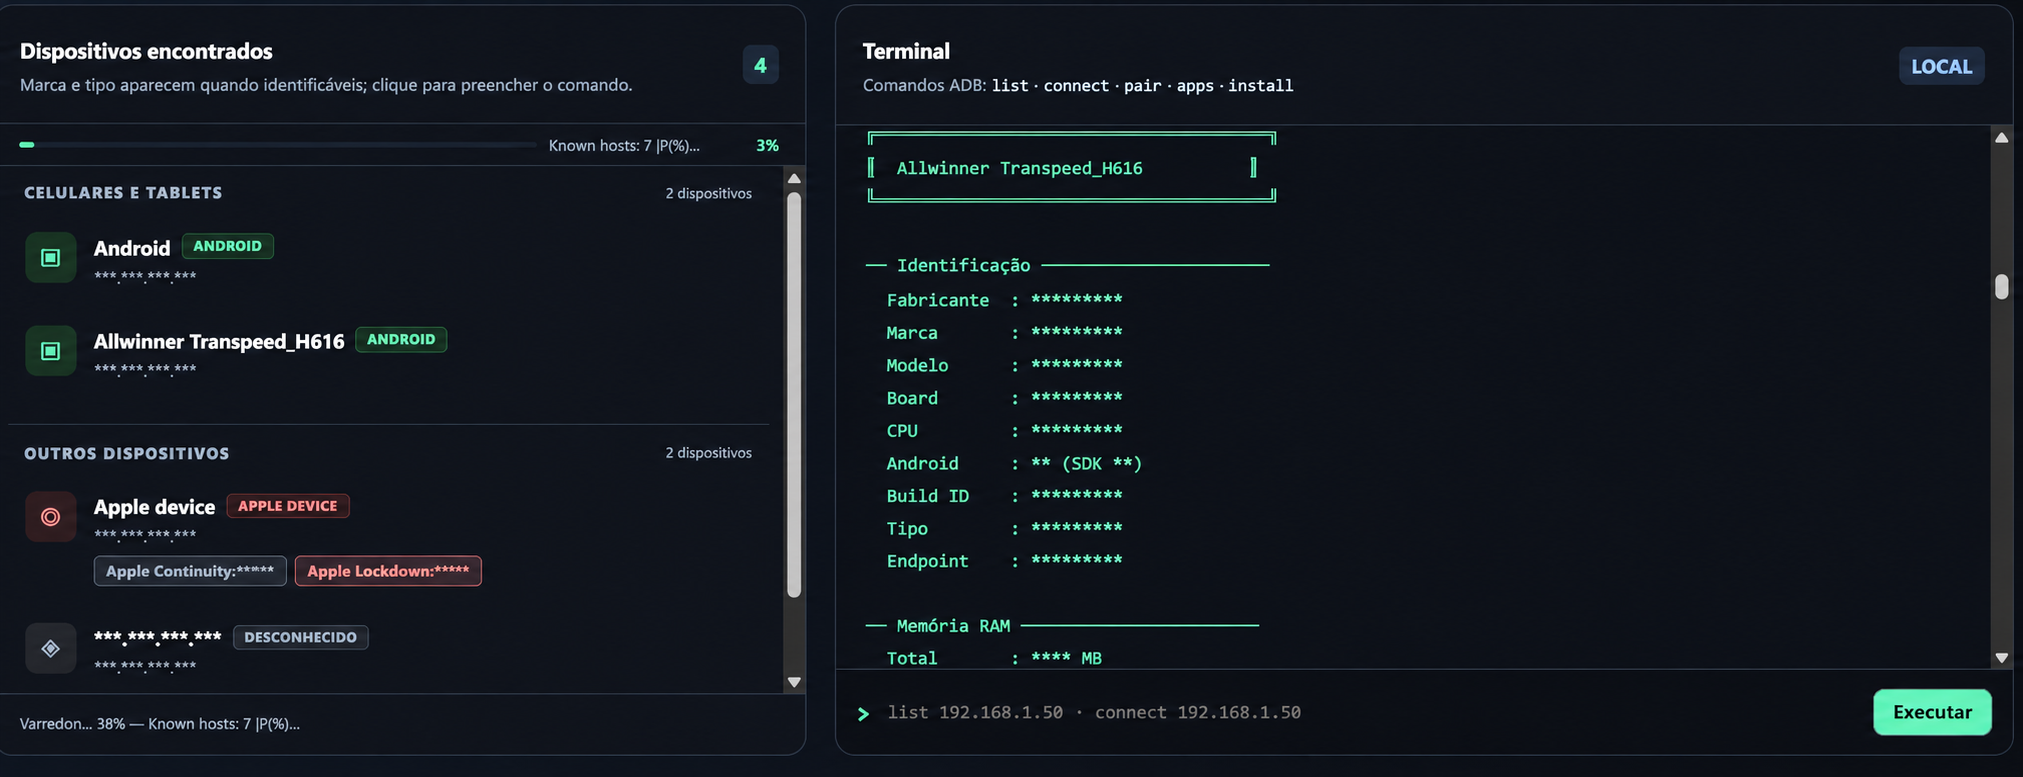 Dispositivos encontrados
Marca e tipo aparecem quando identificáveis; clique para preencher o comando.
4
Known hosts: 7 |P(%)...
3%
CELULARES E TABLETS
2 dispositivos
Android
ANDROID
***.***.***.***
Allwinner Transpeed_H616
ANDROID
***.***.***.***
OUTROS DISPOSITIVOS
2 dispositivos
Apple device
APPLE DEVICE
***.***.***.***
Apple Continuity:*****
Apple Lockdown:*****
***.***.***.***
DESCONHECIDO
***.***.***.***
Varredon... 38% — Known hosts: 7 |P(%)...
Terminal
Comandos ADB: list · connect · pair · apps · install
LOCAL
Allwinner Transpeed_H616
Identificação
Fabricante : *********
Marca : *********
Modelo : *********
Board : *********
CPU : *********
Android : ** (SDK **)
Build ID : *********
Tipo : *********
Endpoint : *********
Memória RAM
Total : **** MB
> list 192.168.1.50 · connect 192.168.1.50
Executar